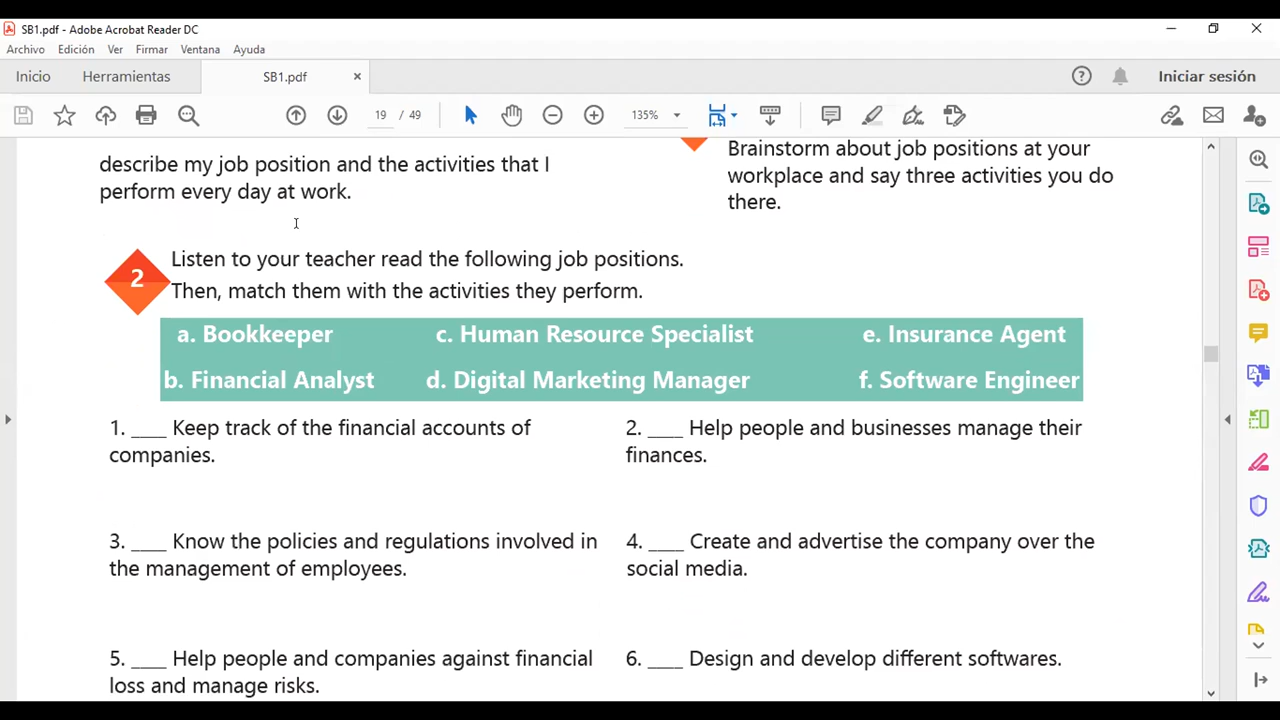 SB1.pdf - Adobe Acrobat Reader DC
Archivo Edición Ver Firmar Ventana Ayuda
Inicio Herramientas SB1.pdf × Iniciar sesión
19 / 49 135%
describe my job position and the activities that I
perform every day at work.
Brainstorm about job positions at your
workplace and say three activities you do
there.
2
Listen to your teacher read the following job positions.
Then, match them with the activities they perform.
a. Bookkeeper c. Human Resource Specialist e. Insurance Agent
b. Financial Analyst d. Digital Marketing Manager f. Software Engineer
1. ____ Keep track of the financial accounts of
companies.
2. ____ Help people and businesses manage their
finances.
3. ____ Know the policies and regulations involved in
the management of employees.
4. ____ Create and advertise the company over the
social media.
5. ____ Help people and companies against financial
loss and manage risks.
6. ____ Design and develop different softwares.